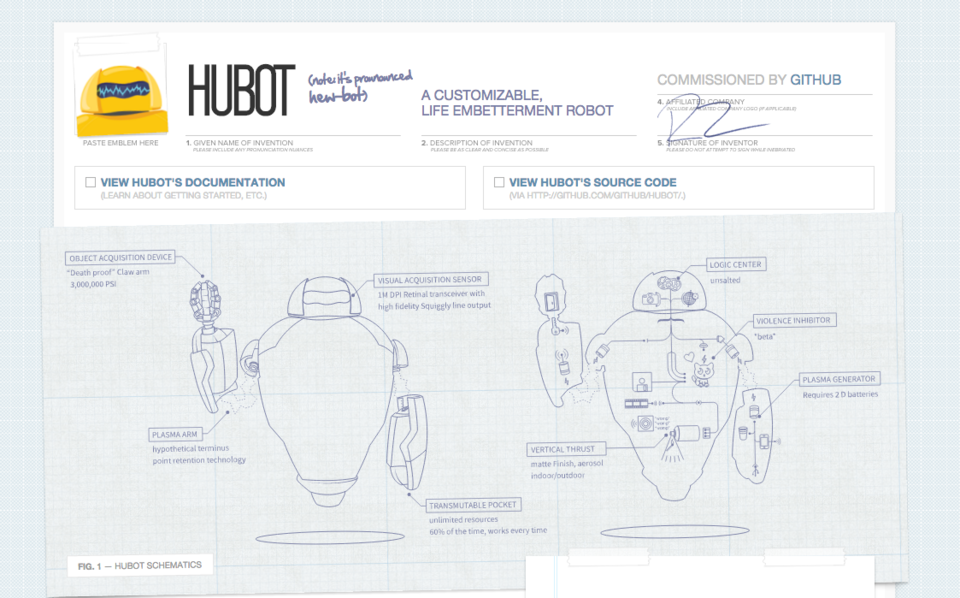 HUBOT
(note: it's pronounced
hew-bot)
A CUSTOMIZABLE,
LIFE EMBETTERMENT ROBOT
COMMISSIONED BY GITHUB
4. AFFILIATED COMPANY
INCLUDE AFFILIATED COMPANY LOGO (IF APPLICABLE)
PASTE EMBLEM HERE
1. GIVEN NAME OF INVENTION
PLEASE INCLUDE ANY PRONUNCIATION NUANCES
2. DESCRIPTION OF INVENTION
PLEASE BE AS CLEAR AND CONCISE AS POSSIBLE
5. SIGNATURE OF INVENTOR
PLEASE DO NOT ATTEMPT TO SIGN WHILE INEBRIATED
VIEW HUBOT'S DOCUMENTATION
(LEARN ABOUT GETTING STARTED, ETC.)
VIEW HUBOT'S SOURCE CODE
(VIA HTTP://GITHUB.COM/GITHUB/HUBOT/.)
OBJECT ACQUISITION DEVICE
"Death proof" Claw arm
3,000,000 PSI
VISUAL ACQUISITION SENSOR
1M DPI Retinal transceiver with
high fidelity Squiggly line output
PLASMA ARM
hypothetical terminus
point retention technology
TRANSMUTABLE POCKET
unlimited resources
60% of the time, works every time
LOGIC CENTER
unsalted
VIOLENCE INHIBITOR
"beta"
PLASMA GENERATOR
Requires 2 D batteries
VERTICAL THRUST
matte Finish, aerosol
indoor/outdoor
FIG. 1 — HUBOT SCHEMATICS